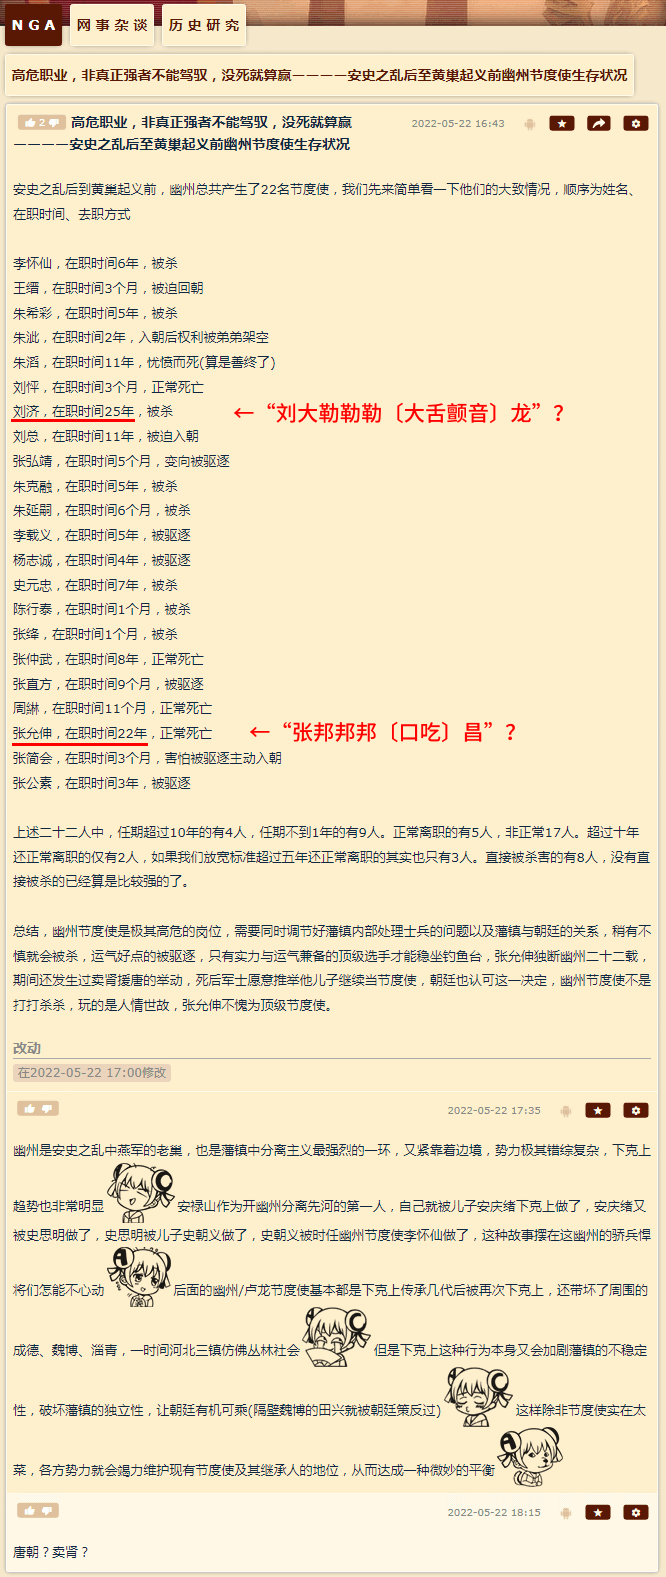 NGA
网事杂谈
历史研究
高危职业，非真正强者不能驾驭，没死就算赢————安史之乱后至黄巢起义前幽州节度使生存状况
2
高危职业，非真正强者不能驾驭，没死就算赢
————安史之乱后至黄巢起义前幽州节度使生存状况
2022-05-22 16:43
安史之乱后到黄巢起义前，幽州总共产生了22名节度使，我们先来简单看一下他们的大致情况，顺序为姓名、
在职时间、去职方式
李怀仙，在职时间6年，被杀
王缙，在职时间3个月，被迫回朝
朱希彩，在职时间5年，被杀
朱泚，在职时间2年，入朝后权利被弟弟架空
朱滔，在职时间11年，忧愤而死(算是善终了)
刘怦，在职时间3个月，正常死亡
刘济，在职时间25年，被杀
←“刘大勒勒勒〔大舌颤音〕龙”？
刘总，在职时间11年，被迫入朝
张弘靖，在职时间5个月，变向被驱逐
朱克融，在职时间5年，被杀
朱延嗣，在职时间6个月，被杀
李载义，在职时间5年，被驱逐
杨志诚，在职时间4年，被驱逐
史元忠，在职时间7年，被杀
陈行泰，在职时间1个月，被杀
张绛，在职时间1个月，被杀
张仲武，在职时间8年，正常死亡
张直方，在职时间9个月，被驱逐
周綝，在职时间11个月，正常死亡
张允伸，在职时间22年，正常死亡
←“张邦邦邦〔口吃〕昌”？
张简会，在职时间3个月，害怕被驱逐主动入朝
张公素，在职时间3年，被驱逐
上述二十二人中，任期超过10年的有4人，任期不到1年的有9人。正常离职的有5人，非正常17人。超过十年
还正常离职的仅有2人，如果我们放宽标准超过五年还正常离职的其实也只有3人。直接被杀害的有8人，没有直
接被杀的已经算是比较强的了。
总结，幽州节度使是极其高危的岗位，需要同时调节好藩镇内部处理士兵的问题以及藩镇与朝廷的关系，稍有不
慎就会被杀，运气好点的被驱逐，只有实力与运气兼备的顶级选手才能稳坐钓鱼台，张允伸独断幽州二十二载，
期间还发生过卖肾援唐的举动，死后军士愿意推举他儿子继续当节度使，朝廷也认可这一决定，幽州节度使不是
打打杀杀，玩的是人情世故，张允伸不愧为顶级节度使。
改动
在2022-05-22 17:00修改
2022-05-22 17:35
幽州是安史之乱中燕军的老巢，也是藩镇中分离主义最强烈的一环，又紧靠着边境，势力极其错综复杂，下克上
趋势也非常明显 安禄山作为开幽州分离先河的第一人，自己就被儿子安庆绪下克上做了，安庆绪又
被史思明做了，史思明被儿子史朝义做了，史朝义被时任幽州节度使李怀仙做了，这种故事摆在这幽州的骄兵悍
将们怎能不心动 后面的幽州/卢龙节度使基本都是下克上传承几代后被再次下克上，还带坏了周围的
成德、魏博、淄青，一时间河北三镇仿佛丛林社会 但是下克上这种行为本身又会加剧藩镇的不稳定
性，破坏藩镇的独立性，让朝廷有机可乘(隔壁魏博的田兴就被朝廷策反过) 这样除非节度使实在太
菜，各方势力就会竭力维护现有节度使及其继承人的地位，从而达成一种微妙的平衡
2022-05-22 18:15
唐朝？卖肾？